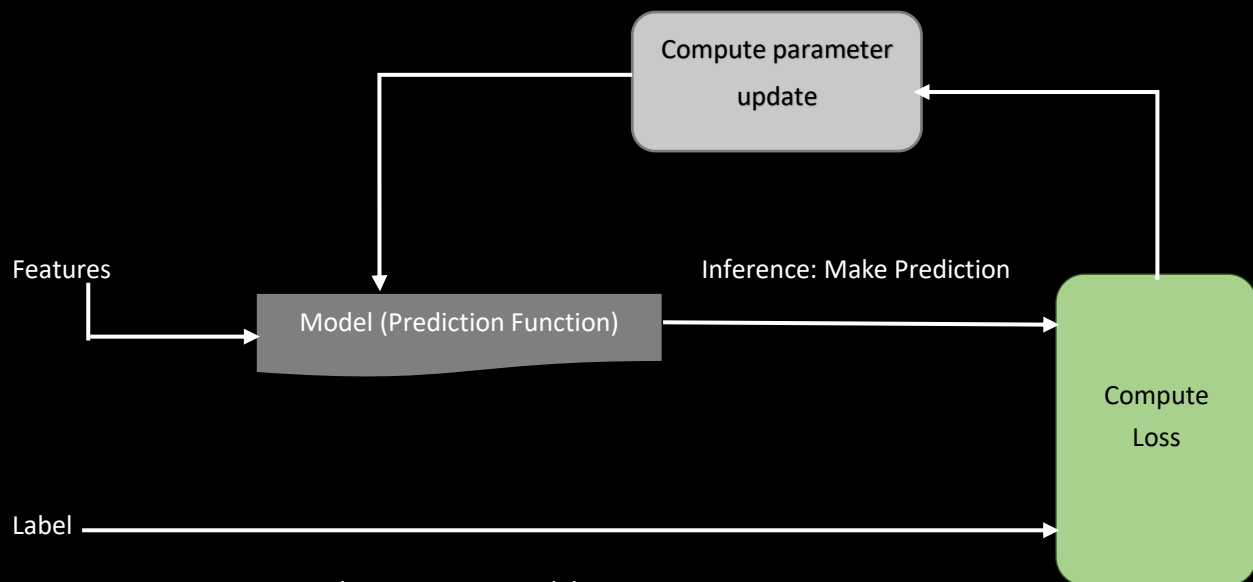 Compute parameter
update
Features
Inference: Make Prediction
Model (Prediction Function)
Compute
Loss
Label